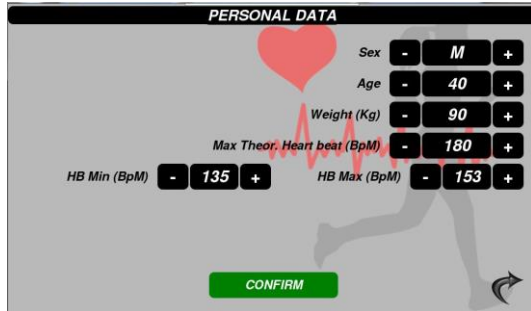 PERSONAL DATA
Sex - M +
Age - 40 +
Weight (Kg) - 90 +
Max Theor. Heart beat (BpM) - 180 +
HB Min (BpM) - 135 + HB Max (BpM) - 153 +
CONFIRM